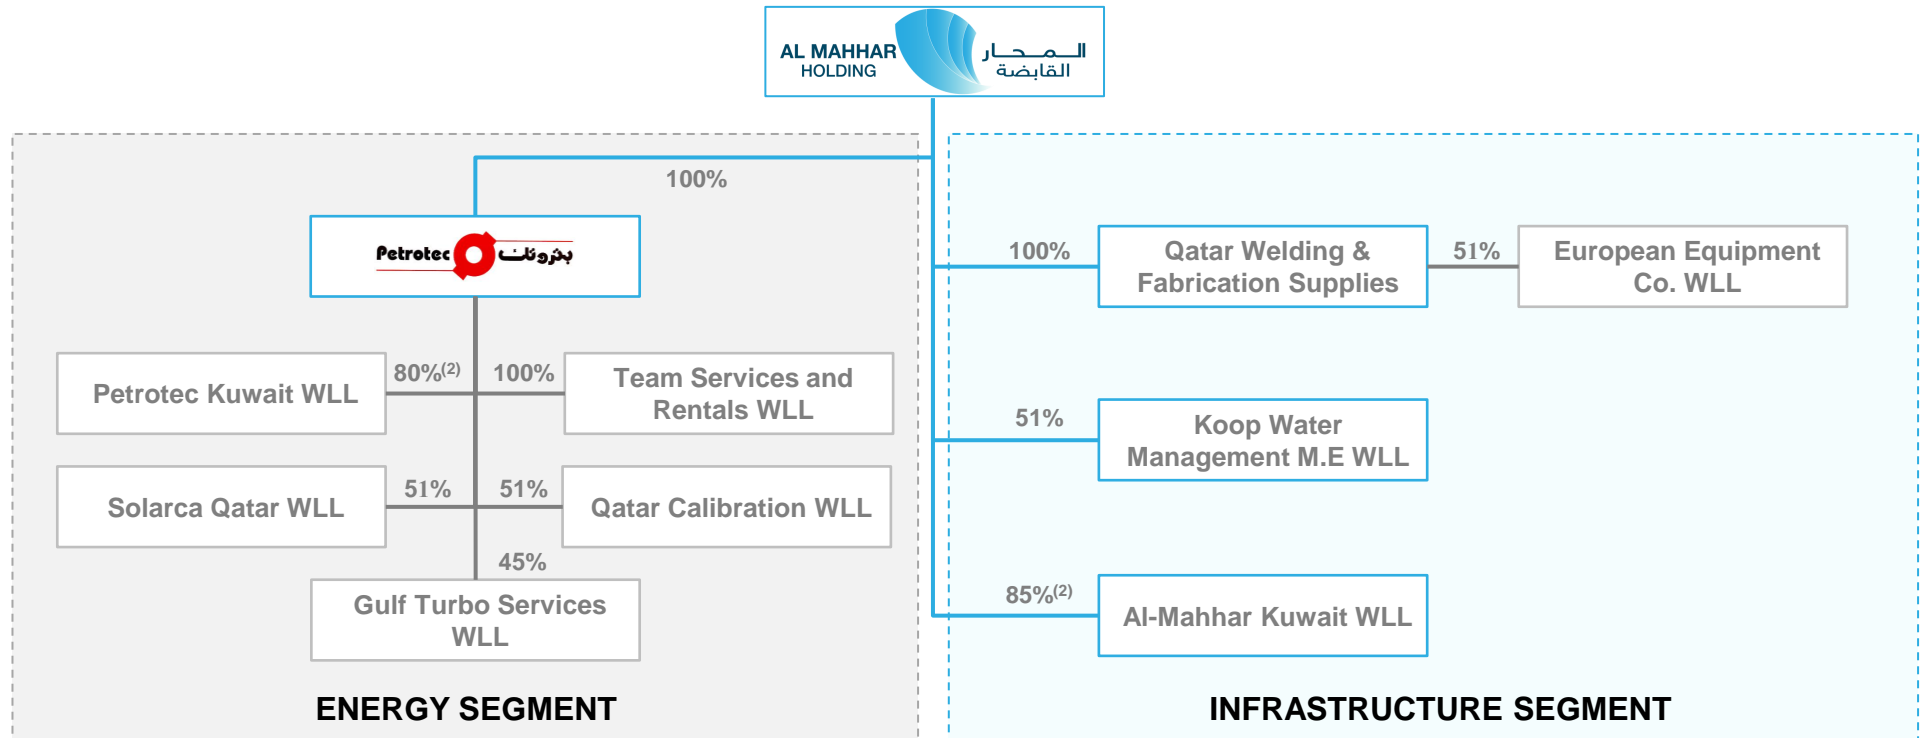 AL MAHHAR
HOLDING
المحار
القابضة
100%
Petrotec
بتروتك
100%
Qatar Welding &
Fabrication Supplies
51%
European Equipment
Co. WLL
Petrotec Kuwait WLL
80%(2)
100%
Team Services and
Rentals WLL
51%
Koop Water
Management M.E WLL
Solarca Qatar WLL
51%
51%
Qatar Calibration WLL
45%
Gulf Turbo Services
WLL
85%(2)
Al-Mahhar Kuwait WLL
ENERGY SEGMENT
INFRASTRUCTURE SEGMENT